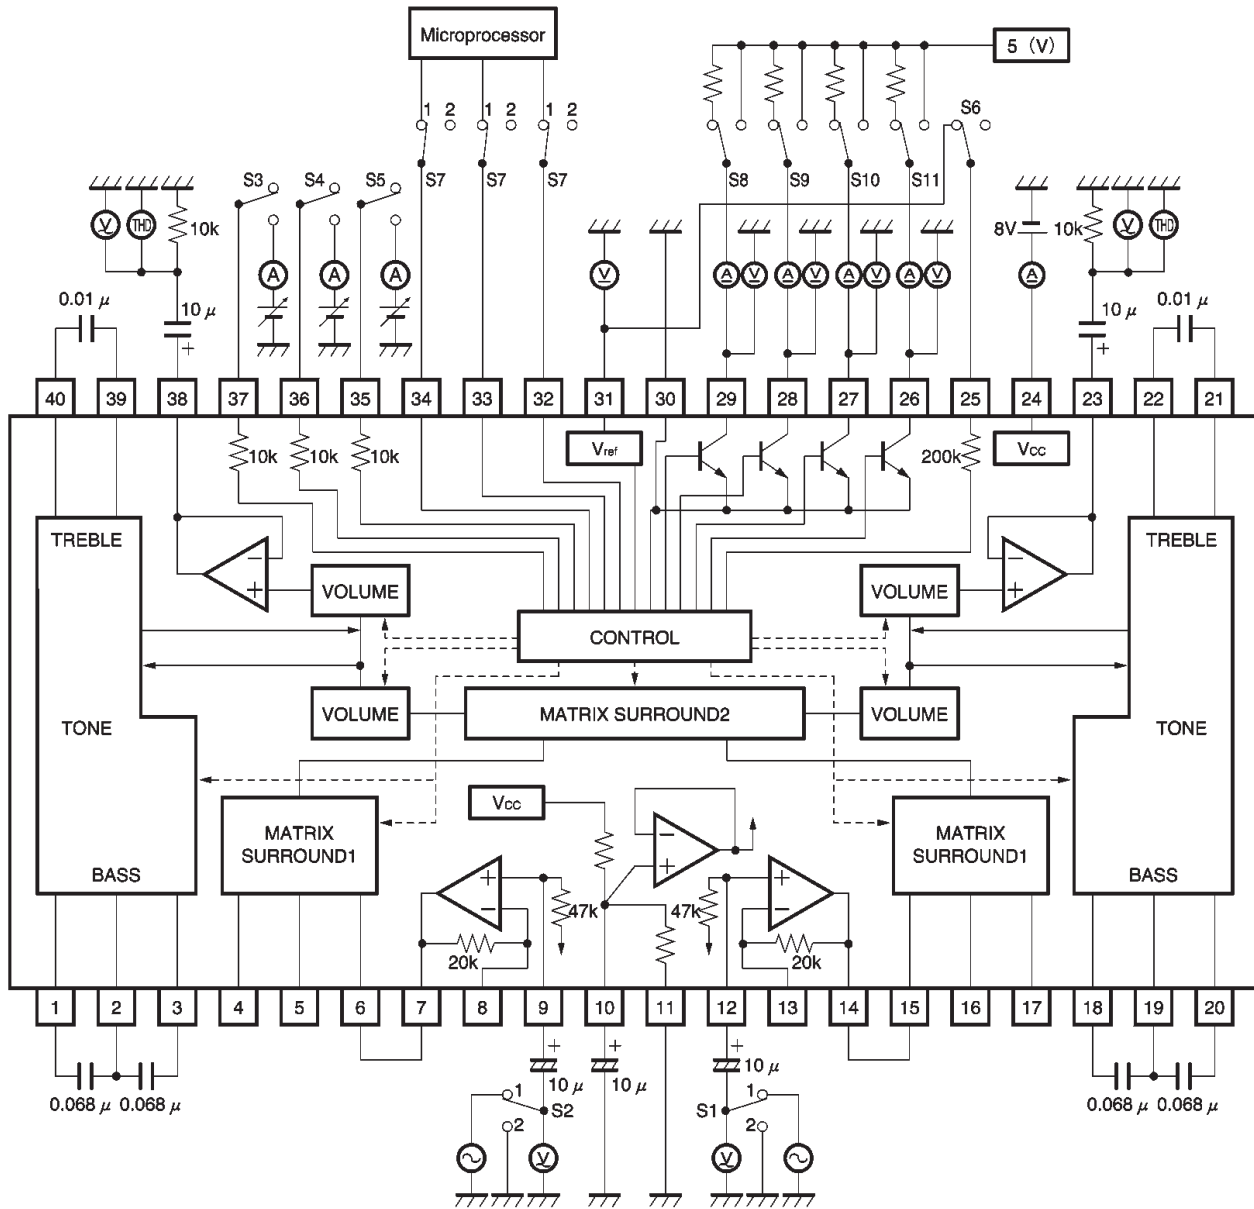 Microprocessor
5 (V)
1 2 1 2 1 2
S6
S3 S4 S5 S7 S7 S7 S8 S9 S10 S11
V THD 10k
8V 10k V THD
A A A V A V A V A V A V A
0.01 μ 10 μ
10 μ 0.01 μ
+ +
40 39 38 37 36 35 34 33 32 31 30 29 28 27 26 25 24 23 22 21
10k 10k 10k Vref 200k VCC
TREBLE TREBLE
− −
+ VOLUME VOLUME +
CONTROL
VOLUME MATRIX SURROUND2 VOLUME
TONE TONE
VCC
MATRIX SURROUND1
MATRIX SURROUND1
− +
BASS BASS
+ − 47k 47k + −
20k 20k
1 2 3 4 5 6 7 8 9 10 11 12 13 14 15 16 17 18 19 20
+ + +
0.068 μ 0.068 μ 10 μ 10 μ 10 μ 0.068 μ 0.068 μ
1 S2 S1 1
2 2
V V